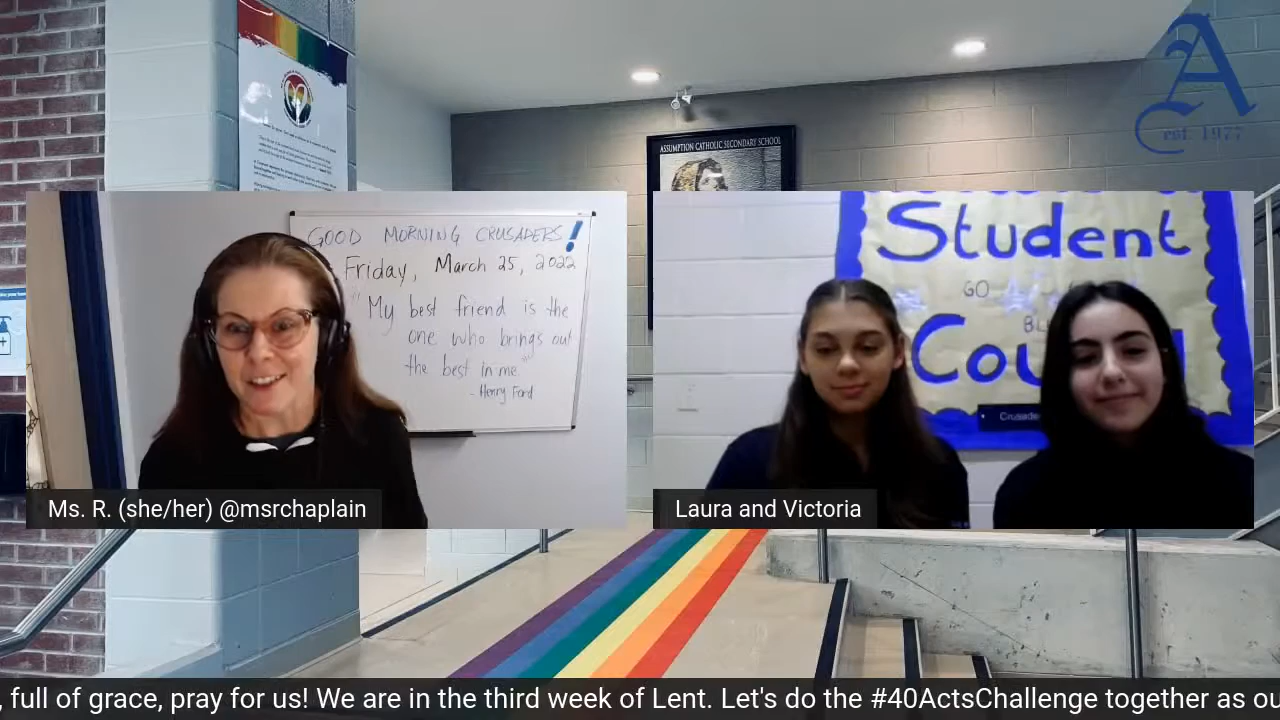 A
est. 1977
ASSUMPTION CATHOLIC SECONDARY SCHOOL
GOOD MORNING CRUSADERS!
Friday, March 25, 2022
"My best friend is the
one who brings out
the best in me."
- Henry Ford
Student
GO
Crusade
Ms. R. (she/her) @msrchaplain
Laura and Victoria
, full of grace, pray for us! We are in the third week of Lent. Let's do the #40ActsChallenge together as ou